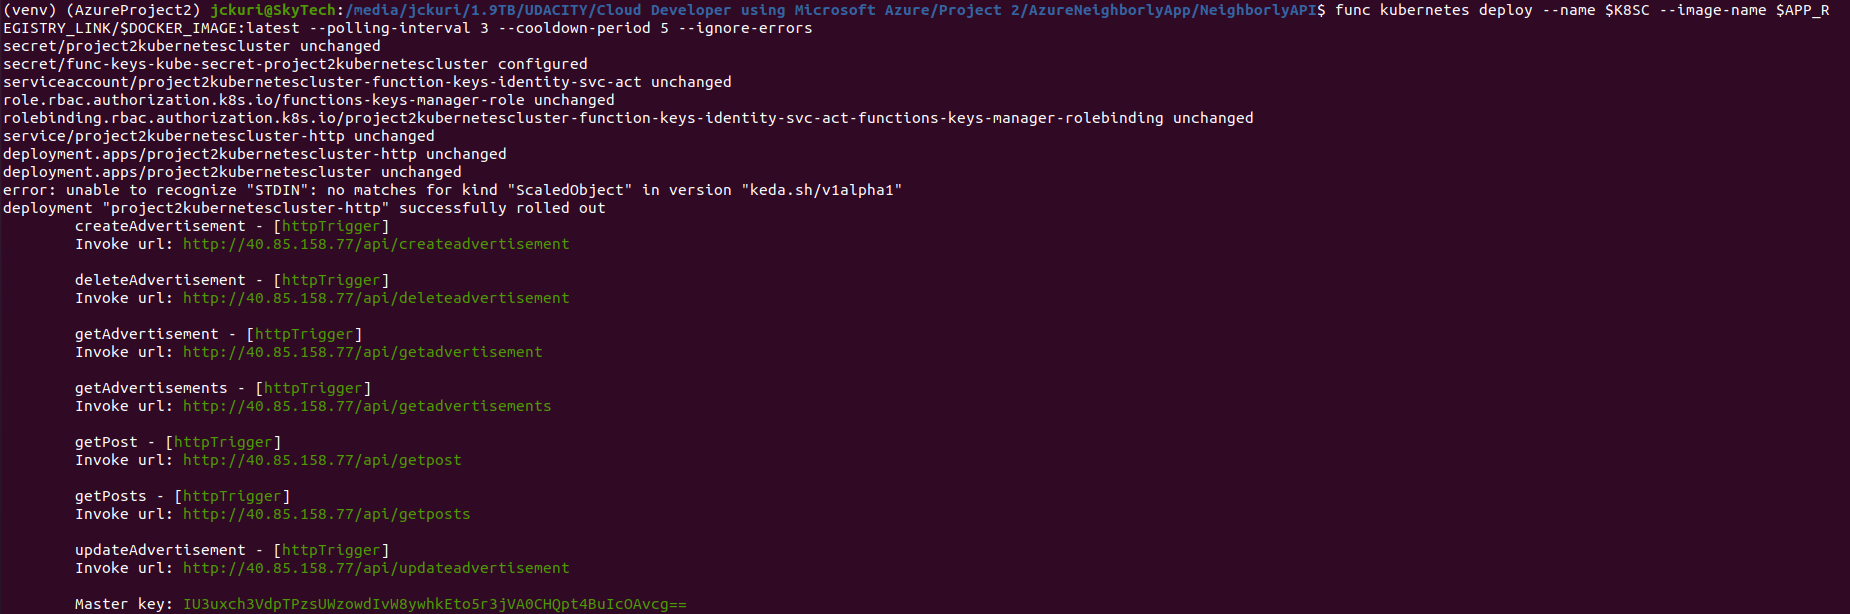 (venv) (AzureProject2) jckuri@SkyTech:/media/jckuri/1.9TB/UDACITY/Cloud Developer using Microsoft Azure/Project 2/AzureNeighborlyApp/NeighborlyAPI$ func kubernetes deploy --name $K8SC --image-name $APP_R
EGISTRY_LINK/$DOCKER_IMAGE:latest --polling-interval 3 --cooldown-period 5 --ignore-errors
secret/project2kubernetescluster unchanged
secret/func-keys-kube-secret-project2kubernetescluster configured
serviceaccount/project2kubernetescluster-function-keys-identity-svc-act unchanged
role.rbac.authorization.k8s.io/functions-keys-manager-role unchanged
rolebinding.rbac.authorization.k8s.io/project2kubernetescluster-function-keys-identity-svc-act-functions-keys-manager-rolebinding unchanged
service/project2kubernetescluster-http unchanged
deployment.apps/project2kubernetescluster-http unchanged
deployment.apps/project2kubernetescluster unchanged
error: unable to recognize "STDIN": no matches for kind "ScaledObject" in version "keda.sh/v1alpha1"
deployment "project2kubernetescluster-http" successfully rolled out
createAdvertisement - [httpTrigger]
Invoke url: http://40.85.158.77/api/createadvertisement
deleteAdvertisement - [httpTrigger]
Invoke url: http://40.85.158.77/api/deleteadvertisement
getAdvertisement - [httpTrigger]
Invoke url: http://40.85.158.77/api/getadvertisement
getAdvertisements - [httpTrigger]
Invoke url: http://40.85.158.77/api/getadvertisements
getPost - [httpTrigger]
Invoke url: http://40.85.158.77/api/getpost
getPosts - [httpTrigger]
Invoke url: http://40.85.158.77/api/getposts
updateAdvertisement - [httpTrigger]
Invoke url: http://40.85.158.77/api/updateadvertisement
Master key: IU3uxch3VdpTPzsUWzowdIvW8ywhkEto5r3jVA0CHQpt4BuIcOAvcg==